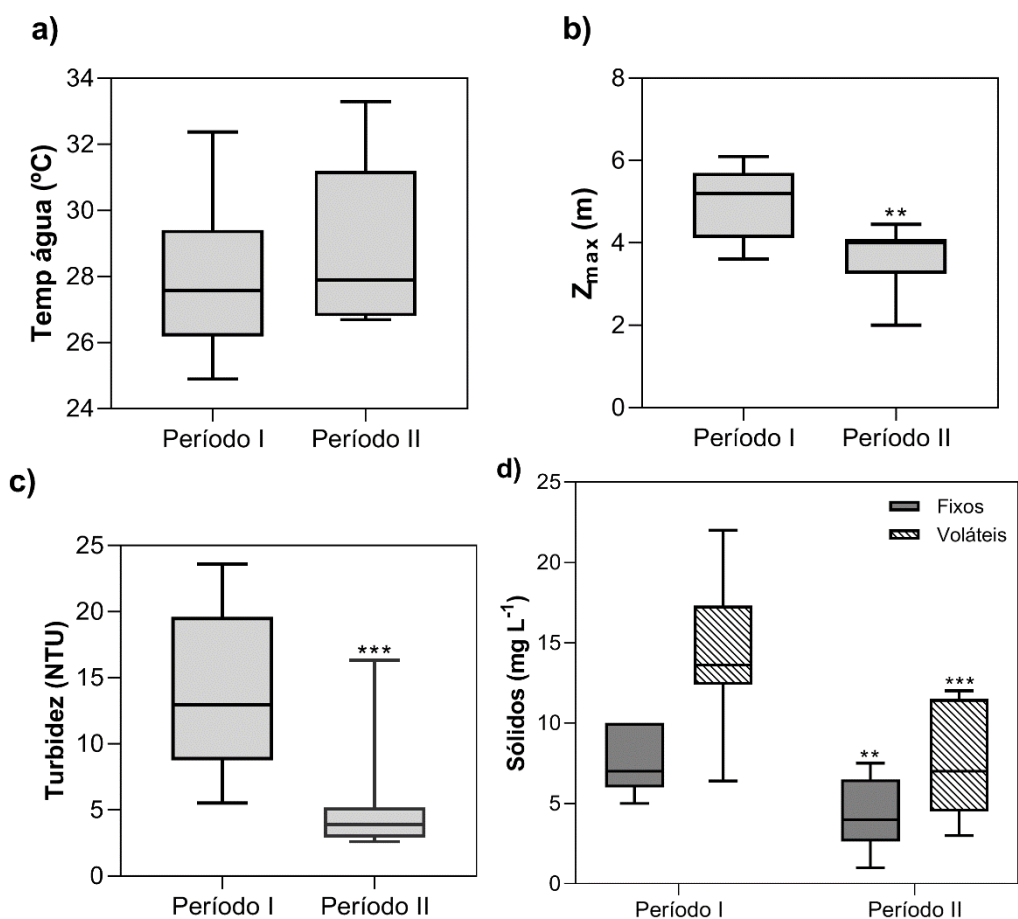 a)
34
32
30
28
26
24
Temp água (ºC)
Período I
Período II
b)
8
6
4
2
0
Zmax (m)
**
Período I
Período II
c)
25
20
15
10
5
0
Turbidez (NTU)
***
Período I
Período II
d)
25
20
15
10
5
0
Sólidos (mg L⁻¹)
Fixos
Voláteis
**
***
Período I
Período II